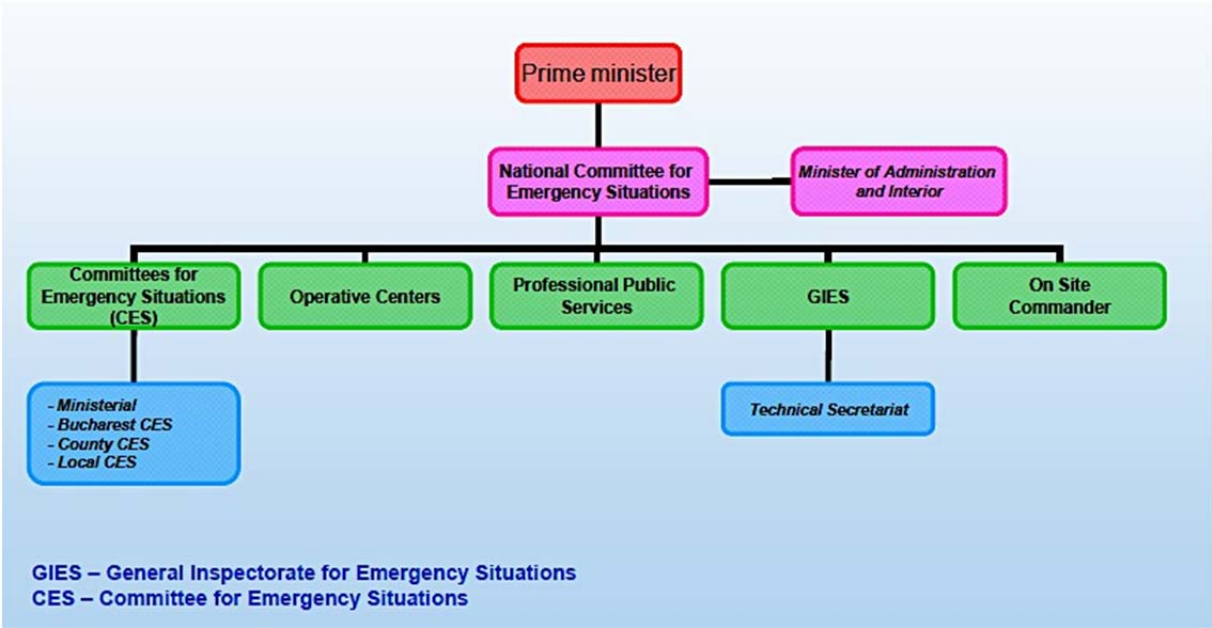 Prime minister
National Committee for
Emergency Situations
Minister of Administration
and Interior
Committees for
Emergency Situations
(CES)
Operative Centers
Professional Public
Services
GIES
On Site
Commander
- Ministerial
- Bucharest CES
- County CES
- Local CES
Technical Secretariat
GIES – General Inspectorate for Emergency Situations
CES – Committee for Emergency Situations